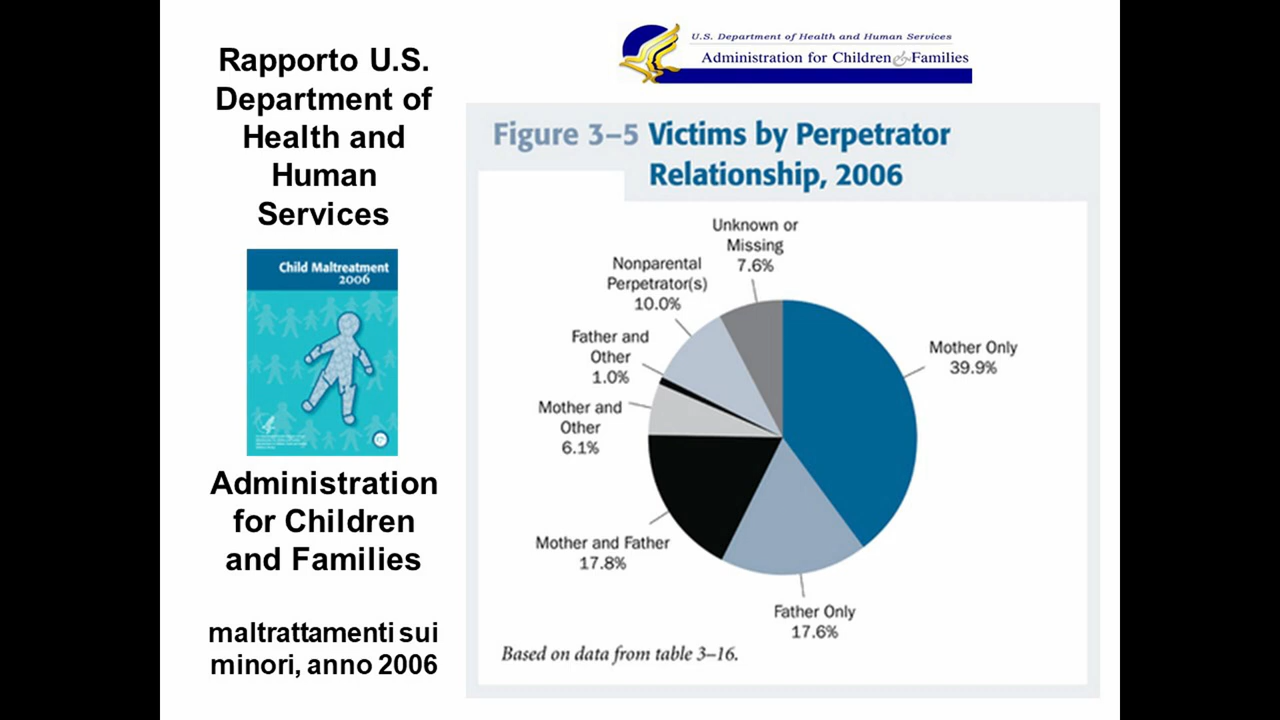 Rapporto U.S.
Department of
Health and
Human
Services
Child Maltreatment
2006
Administration
for Children
and Families
maltrattamenti sui
minori, anno 2006
U.S. Department of Health and Human Services
Administration for Children & Families
Figure 3–5 Victims by Perpetrator
Relationship, 2006
Unknown or
Missing
7.6%
Nonparental
Perpetrator(s)
10.0%
Father and
Other
1.0%
Mother and
Other
6.1%
Mother and Father
17.8%
Mother Only
39.9%
Father Only
17.6%
Based on data from table 3–16.